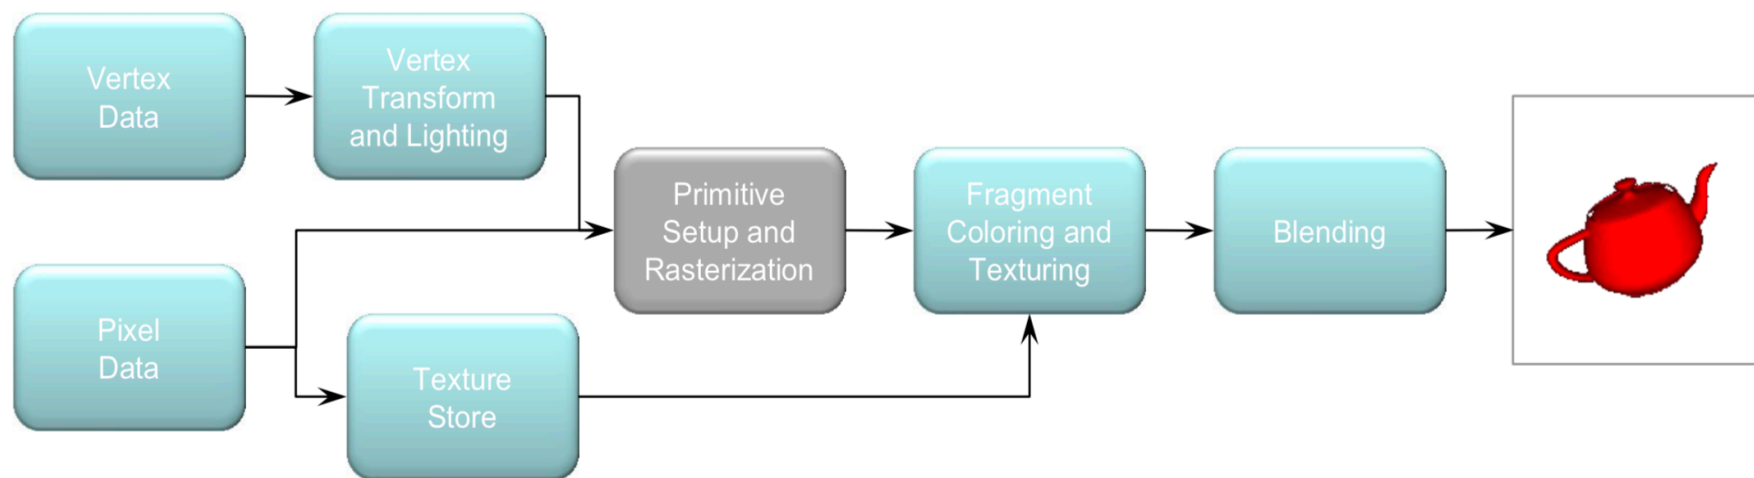 Vertex
Data
Vertex
Transform
and Lighting
Primitive
Setup and
Rasterization
Fragment
Coloring and
Texturing
Blending
Pixel
Data
Texture
Store